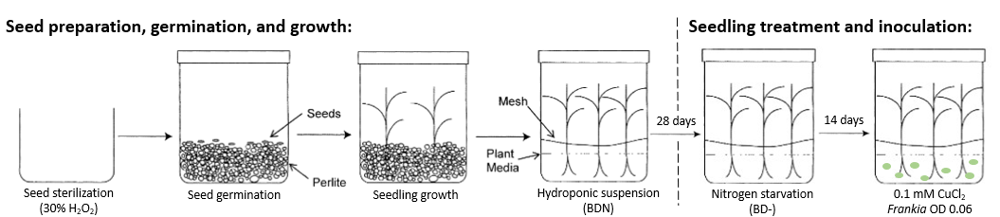 Seed preparation, germination, and growth:
Seedling treatment and inoculation:
Seeds
Perlite
Mesh
Plant
Media
28 days
14 days
Seed sterilization
(30% H₂O₂)
Seed germination
Seedling growth
Hydroponic suspension
(BDN)
Nitrogen starvation
(BD-)
0.1 mM CuCl₂
Frankia OD 0.06